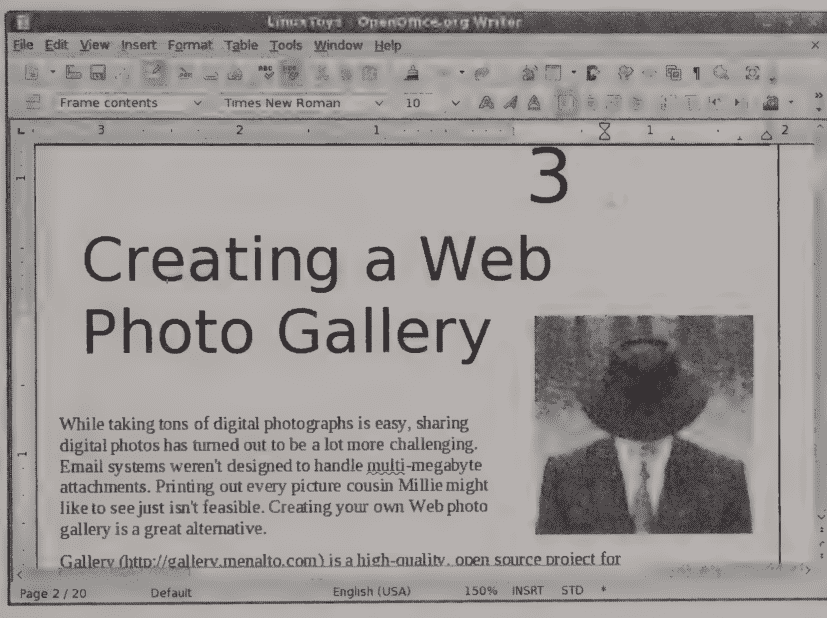 LinuxToys - OpenOffice.org Writer
File Edit View Insert Format Table Tools Window Help
Frame contents Times New Roman 10
3 2 1 1 2
3
Creating a Web
Photo Gallery
While taking tons of digital photographs is easy, sharing
digital photos has turned out to be a lot more challenging.
Email systems weren't designed to handle multi-megabyte
attachments. Printing out every picture cousin Millie might
like to see just isn't feasible. Creating your own Web photo
gallery is a great alternative.
Gallery (http://gallery.menalto.com) is a high-quality, open source project for
Page 2 / 20 Default English (USA) 150% INSRT STD *